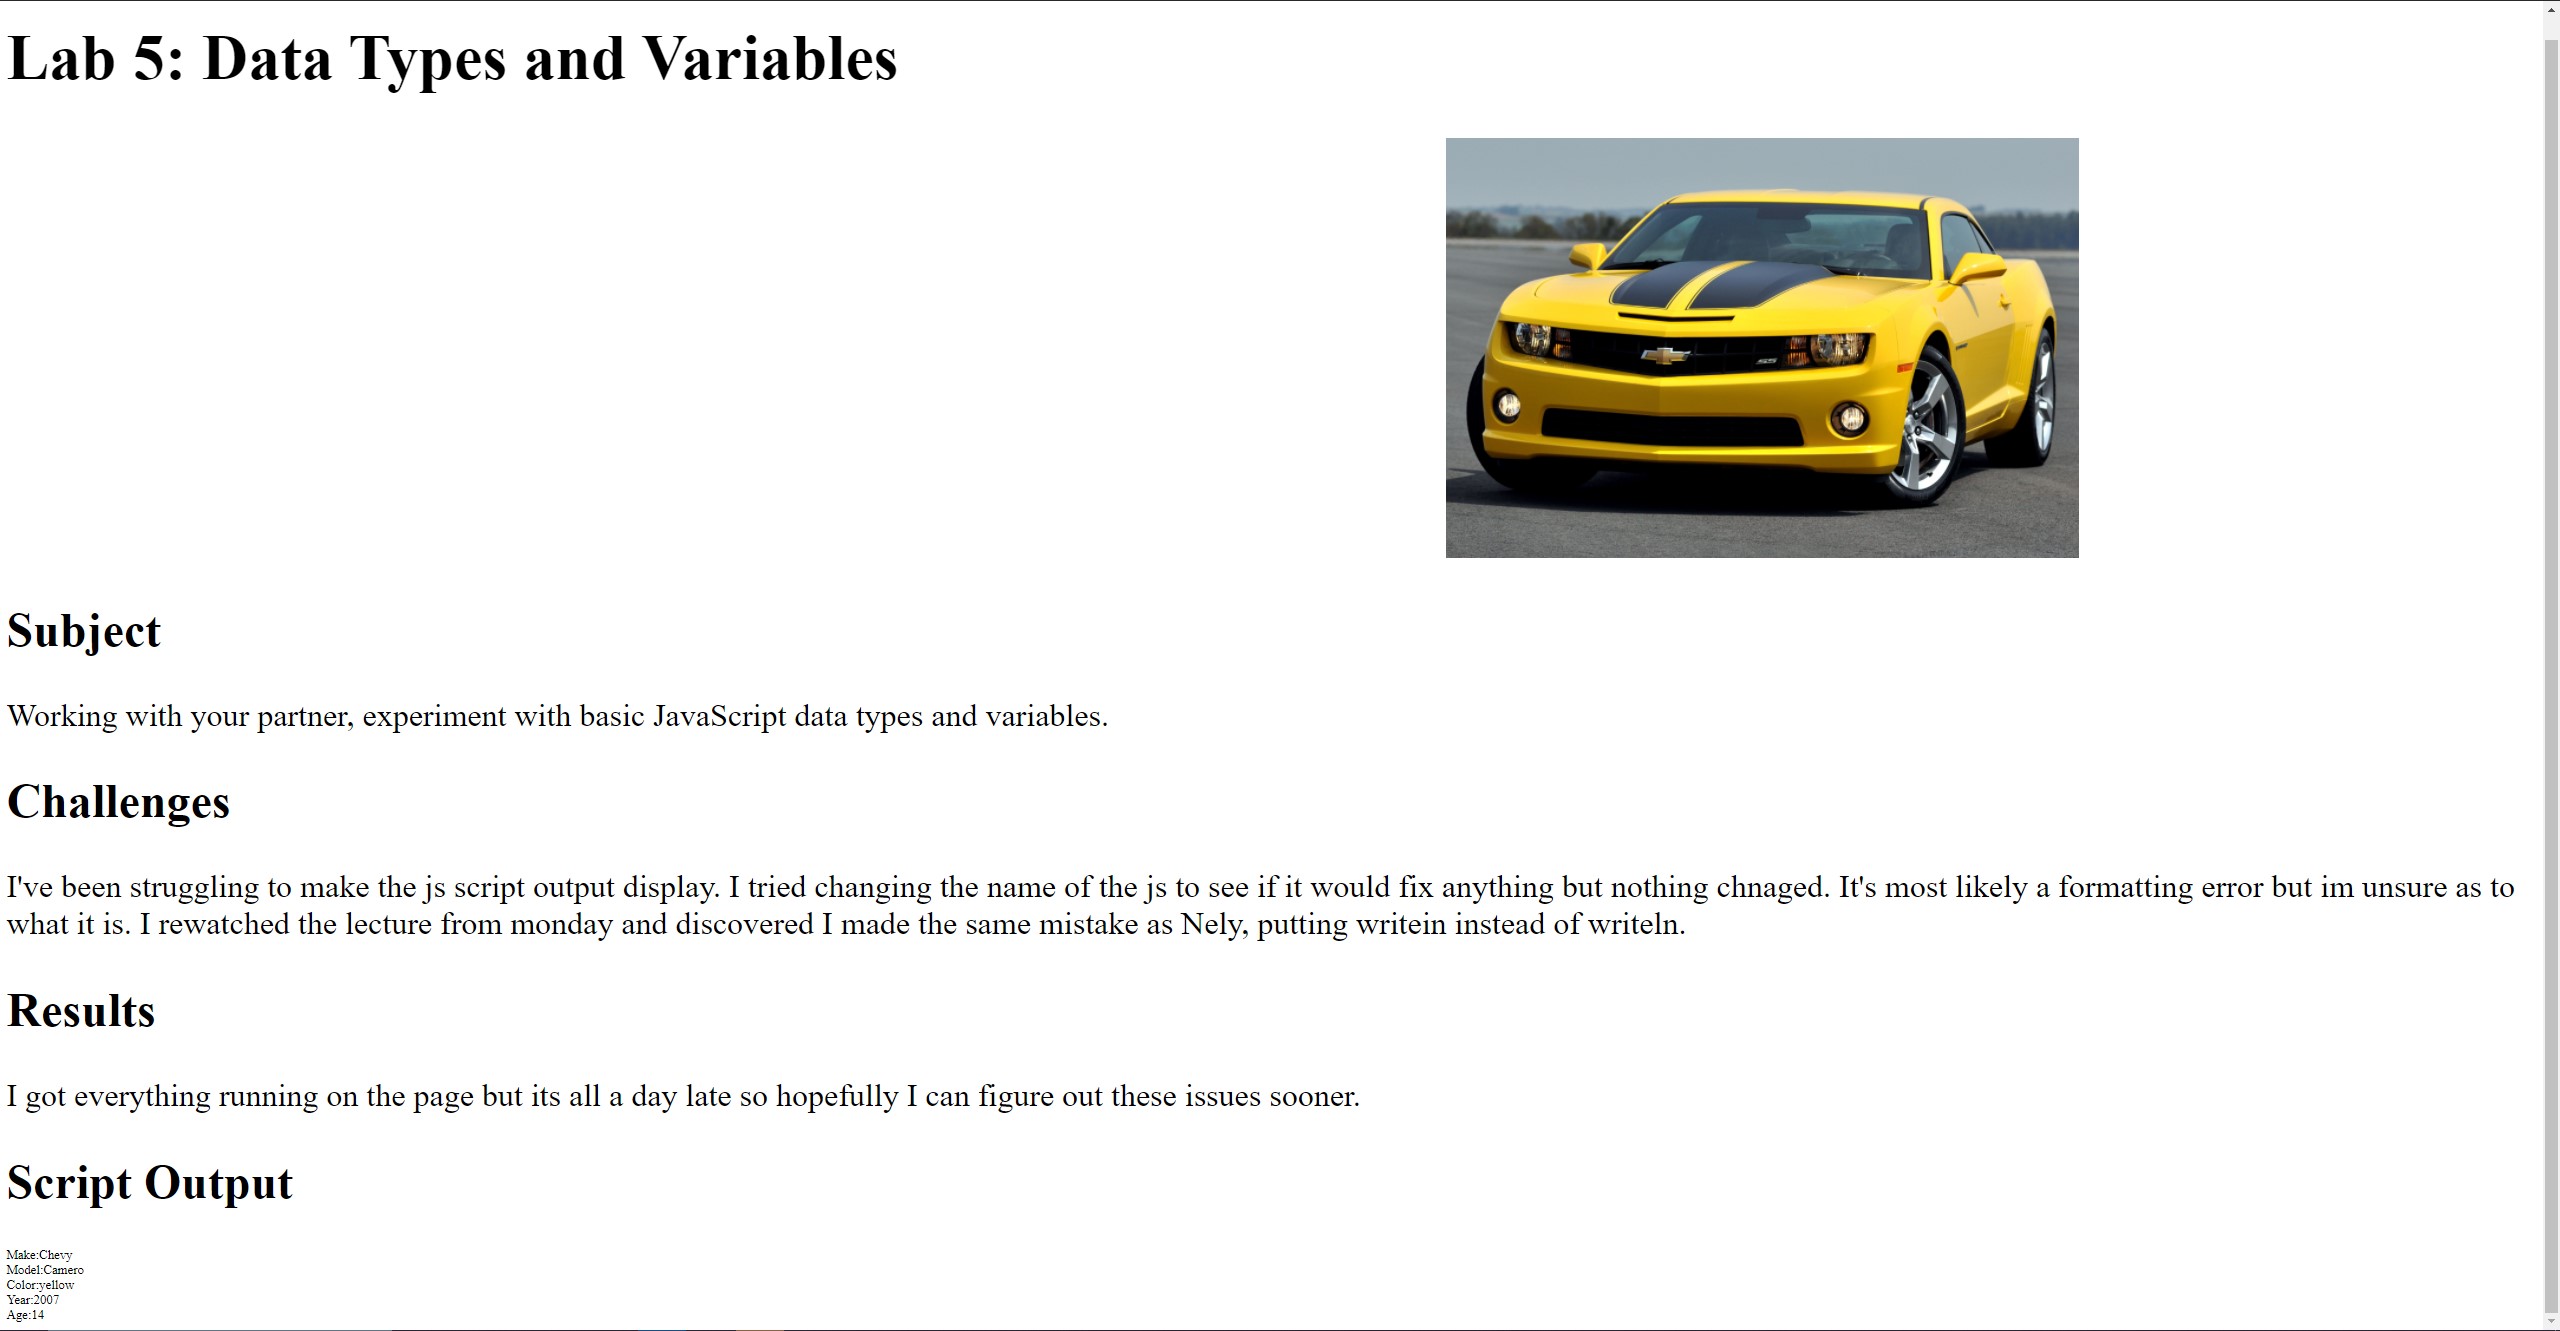 Lab 5: Data Types and Variables
Subject
Working with your partner, experiment with basic JavaScript data types and variables.
Challenges
I've been struggling to make the js script output display. I tried changing the name of the js to see if it would fix anything but nothing chnaged. It's most likely a formatting error but im unsure as to
what it is. I rewatched the lecture from monday and discovered I made the same mistake as Nely, putting writein instead of writeln.
Results
I got everything running on the page but its all a day late so hopefully I can figure out these issues sooner.
Script Output
Make:Chevy
Model:Camero
Color:yellow
Year:2007
Age:14